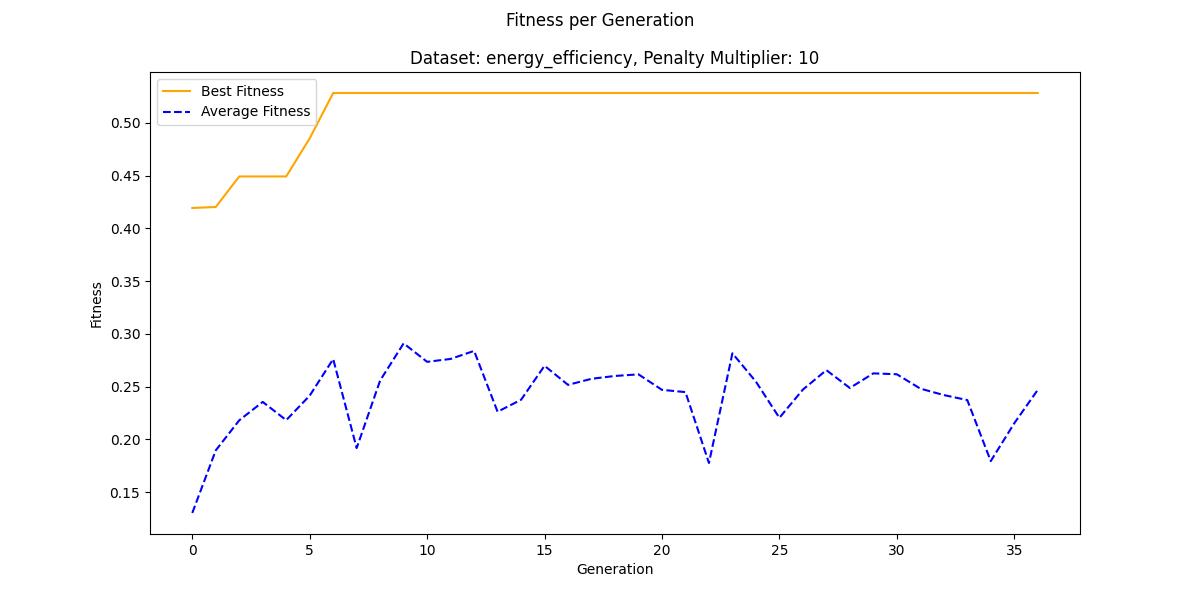 Fitness per Generation
Dataset: energy_efficiency, Penalty Multiplier: 10
Best Fitness
Average Fitness
0.50
0.45
0.40
0.35
0.30
0.25
0.20
0.15
Fitness
0 5 10 15 20 25 30 35
Generation